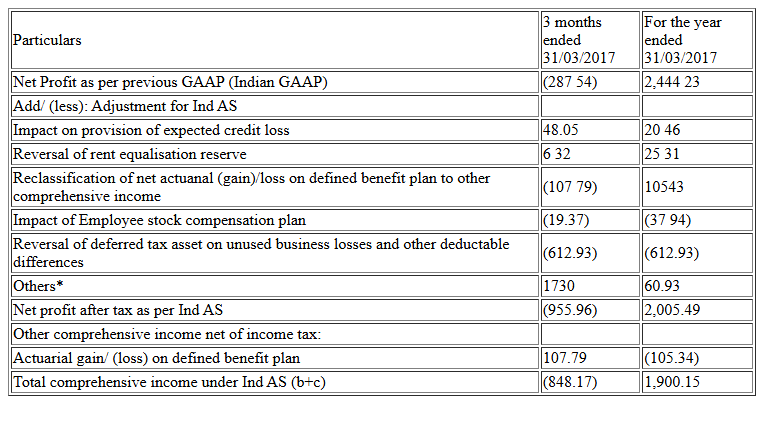 Particulars
3 months
ended
31/03/2017
For the year
ended
31/03/2017
Net Profit as per previous GAAP (Indian GAAP) (287 54) 2,444 23
Add/ (less): Adjustment for Ind AS
Impact on provision of expected credit loss 48.05 20 46
Reversal of rent equalisation reserve 6 32 25 31
Reclassification of net actuanal (gain)/loss on defined benefit plan to other
comprehensive income
(107 79) 10543
Impact of Employee stock compensation plan (19.37) (37 94)
Reversal of deferred tax asset on unused business losses and other deductable
differences
(612.93) (612.93)
Others* 1730 60.93
Net profit after tax as per Ind AS (955.96) 2,005.49
Other comprehensive income net of income tax:
Actuarial gain/ (loss) on defined benefit plan 107.79 (105.34)
Total comprehensive income under Ind AS (b+c) (848.17) 1,900.15